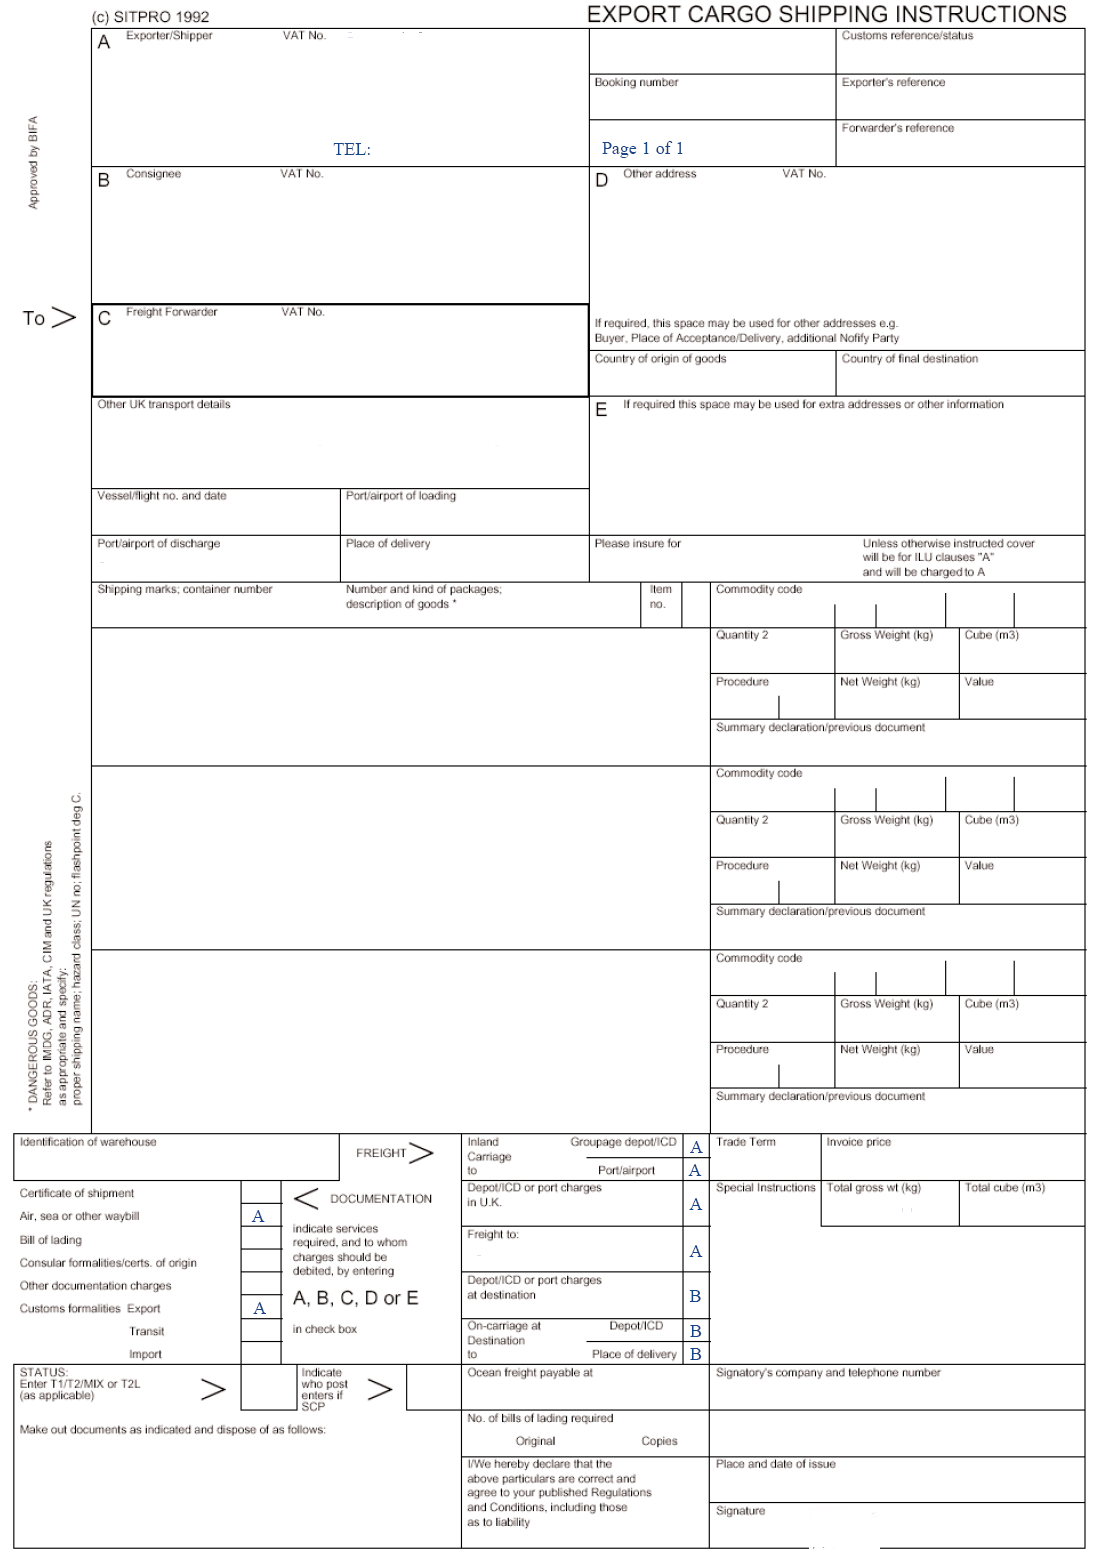 (c) SITPRO 1992
EXPORT CARGO SHIPPING INSTRUCTIONS
A Exporter/Shipper VAT No.
Customs reference/status
Booking number
Exporter's reference
Forwarder's reference
TEL:
Page 1 of 1
Approved by BIFA
B Consignee VAT No.
D Other address VAT No.
To >
C Freight Forwarder VAT No.
If required, this space may be used for other addresses e.g.
Buyer, Place of Acceptance/Delivery, additional Nofify Party
Country of origin of goods
Country of final destination
Other UK transport details
E If required this space may be used for extra addresses or other information
Vessel/flight no. and date
Port/airport of loading
Port/airport of discharge
Place of delivery
Please insure for
Unless otherwise instructed cover
will be for ILU clauses "A"
and will be charged to A
Shipping marks; container number
Number and kind of packages;
description of goods *
Item
no.
Commodity code
Quantity 2
Gross Weight (kg)
Cube (m3)
Procedure
Net Weight (kg)
Value
Summary declaration/previous document
Commodity code
Quantity 2
Gross Weight (kg)
Cube (m3)
Procedure
Net Weight (kg)
Value
Summary declaration/previous document
Commodity code
Quantity 2
Gross Weight (kg)
Cube (m3)
Procedure
Net Weight (kg)
Value
Summary declaration/previous document
* DANGEROUS GOODS:
Refer to IMDG, ADR, IATA, CIM and UK regulations
as appropriate and specify:
proper shipping name; hazard class; UN no; flashpoint deg C.
Identification of warehouse
FREIGHT >
Inland
Carriage
to
Groupage depot/ICD A
Port/airport A
Trade Term
Invoice price
Certificate of shipment
Air, sea or other waybill A
Bill of lading
Consular formalities/certs. of origin
Other documentation charges
Customs formalities Export A
Transit
Import
< DOCUMENTATION
indicate services
required, and to whom
charges should be
debited, by entering
A, B, C, D or E
in check box
Depot/ICD or port charges
in U.K. A
Freight to: A
Depot/ICD or port charges
at destination B
On-carriage at
Destination
to
Depot/ICD B
Place of delivery B
Special Instructions
Total gross wt (kg)
Total cube (m3)
STATUS:
Enter T1/T2/MIX or T2L
(as applicable) >
Indicate
who post
enters if
SCP >
Ocean freight payable at
Signatory's company and telephone number
Make out documents as indicated and dispose of as follows:
No. of bills of lading required
Original Copies
I/We hereby declare that the
above particulars are correct and
agree to your published Regulations
and Conditions, including those
as to liability
Place and date of issue
Signature